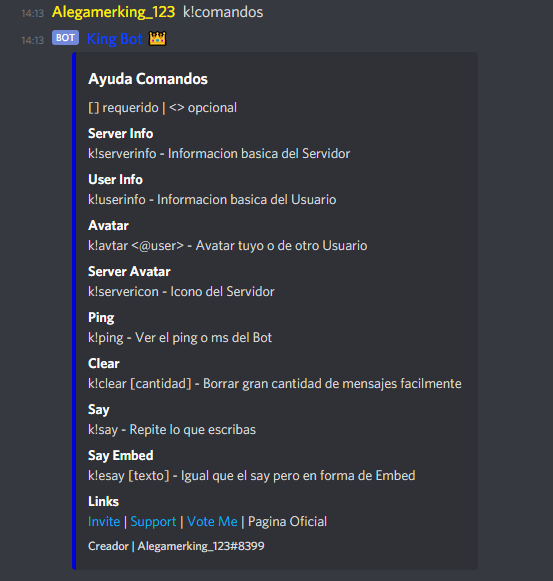 14:13 Alegamerking_123 k!comandos
14:13 BOT King Bot 👑
Ayuda Comandos
[] requerido | <> opcional
Server Info
k!serverinfo - Informacion basica del Servidor
User Info
k!userinfo - Informacion basica del Usuario
Avatar
k!avtar <@user> - Avatar tuyo o de otro Usuario
Server Avatar
k!servericon - Icono del Servidor
Ping
k!ping - Ver el ping o ms del Bot
Clear
k!clear [cantidad] - Borrar gran cantidad de mensajes facilmente
Say
k!say - Repite lo que escribas
Say Embed
k!esay [texto] - Igual que el say pero en forma de Embed
Links
Invite | Support | Vote Me | Pagina Oficial
Creador | Alegamerking_123#8399